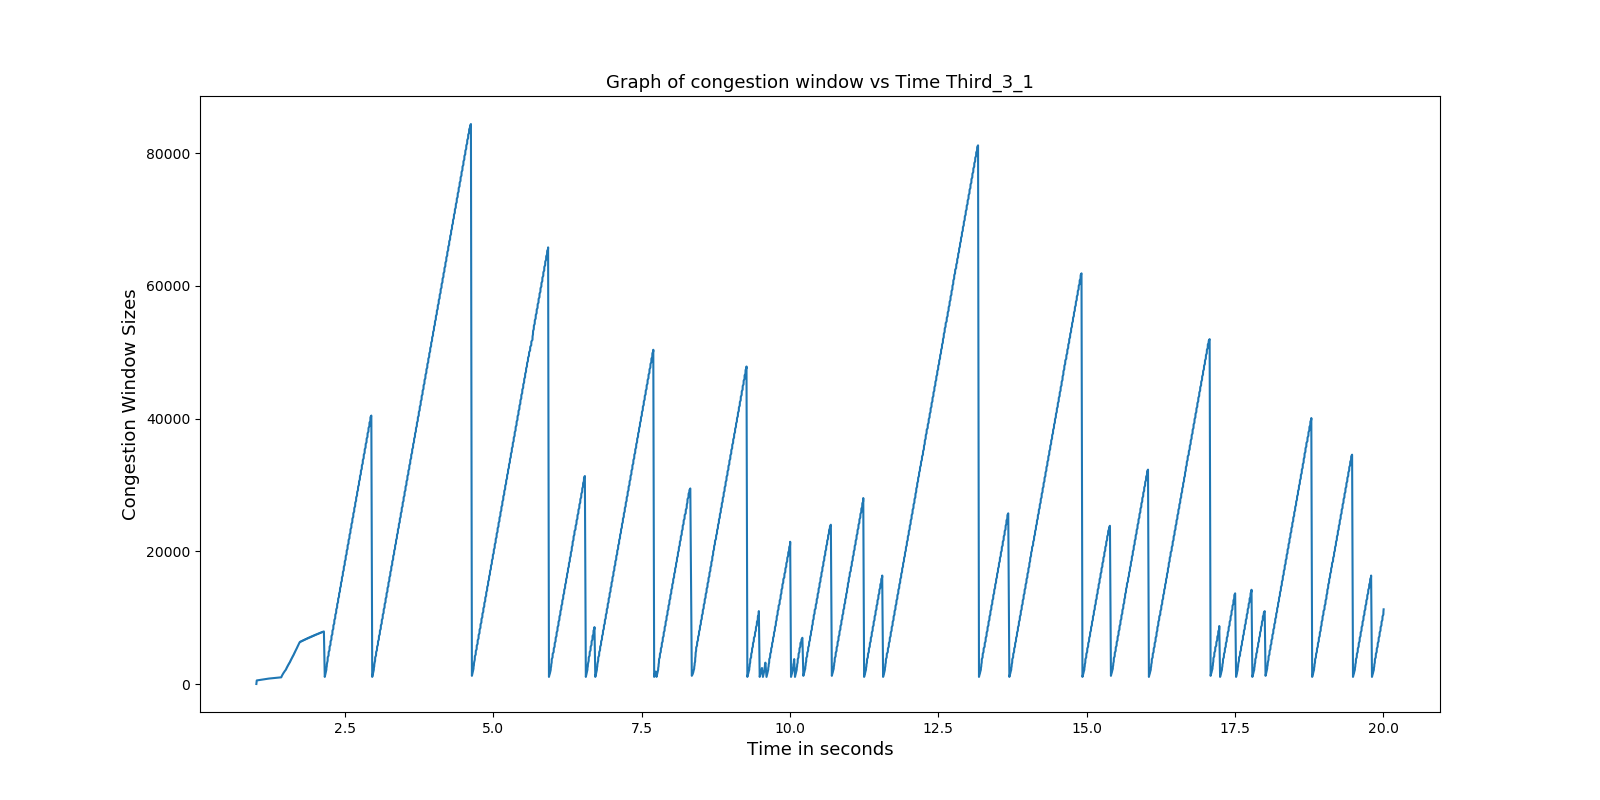 Graph of congestion window vs Time Third_3_1
Congestion Window Sizes
80000
60000
40000
20000
0
2.5 5.0 7.5 10.0 12.5 15.0 17.5 20.0
Time in seconds